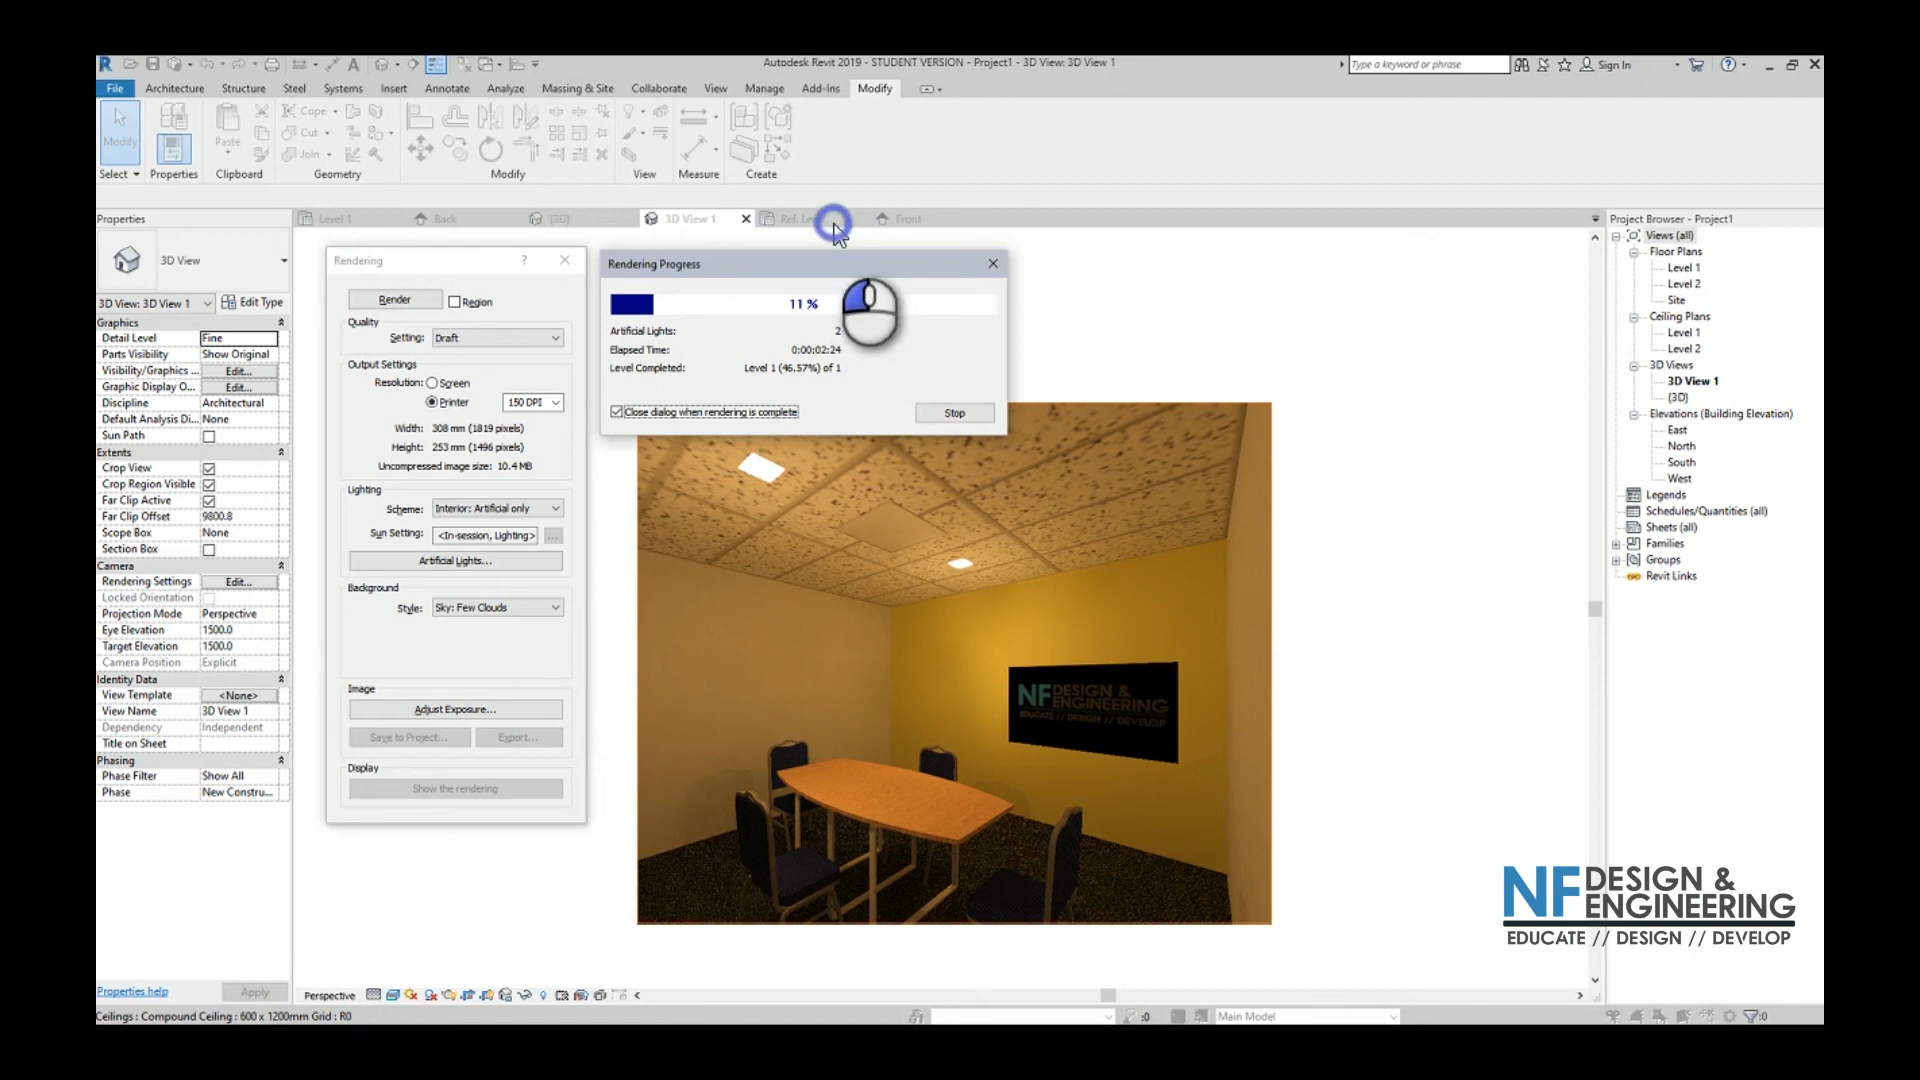 Autodesk Revit 2019 - STUDENT VERSION - Project1 - 3D View: 3D View 1
Type a keyword or phrase
Sign In
File Architecture Structure Steel Systems Insert Annotate Analyze Massing & Site Collaborate View Manage Add-Ins Modify
Modify
Paste
Cope
Cut
Join
Select Properties Clipboard Geometry Modify View Measure Create
Properties
Level 1
Back
{3D}
3D View 1
Front
Project Browser - Project1
3D View
3D View: 3D View 1
Edit Type
Graphics
Detail Level Fine
Parts Visibility Show Original
Visibility/Graphics ... Edit...
Graphic Display O... Edit...
Discipline Architectural
Default Analysis Di... None
Sun Path
Extents
Crop View
Crop Region Visible
Far Clip Active
Far Clip Offset 9800.8
Scope Box None
Section Box
Camera
Rendering Settings Edit...
Locked Orientation
Projection Mode Perspective
Eye Elevation 1500.0
Target Elevation 1500.0
Camera Position Explicit
Identity Data
View Template <None>
View Name 3D View 1
Dependency Independent
Title on Sheet
Phasing
Phase Filter Show All
Phase New Constru...
Properties help
Apply
Rendering
?
Render
Region
Quality
Setting: Draft
Output Settings
Resolution: Screen
Printer 150 DPI
Width: 308 mm (1819 pixels)
Height: 253 mm (1496 pixels)
Uncompressed image size: 10.4 MB
Lighting
Scheme: Interior: Artificial only
Sun Setting: <In-session, Lighting> ...
Artificial Lights...
Background
Style: Sky: Few Clouds
Image
Adjust Exposure...
Save to Project... Export...
Display
Show the rendering
Rendering Progress
11 %
Artificial Lights: 2
Elapsed Time: 0:00:02:24
Level Completed: Level 1 (46.57%) of 1
Close dialog when rendering is complete
Stop
NF DESIGN &
ENGINEERING
EDUCATE // DESIGN // DEVELOP
Views (all)
Floor Plans
Level 1
Level 2
Site
Ceiling Plans
Level 1
Level 2
3D Views
3D View 1
{3D}
Elevations (Building Elevation)
East
North
South
West
Legends
Schedules/Quantities (all)
Sheets (all)
Families
Groups
Revit Links
NF DESIGN &
ENGINEERING
EDUCATE // DESIGN // DEVELOP
Perspective
Ceilings : Compound Ceiling : 600 x 1200mm Grid : R0
:0
Main Model
:0